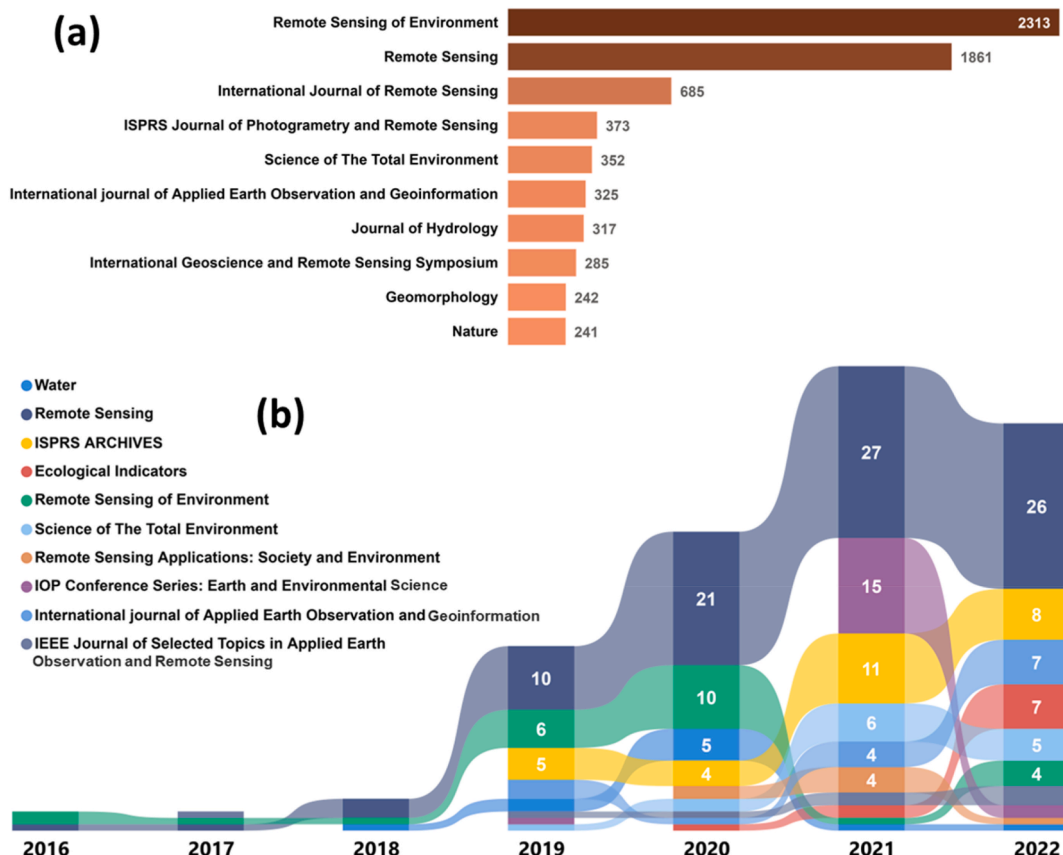 (a)
Remote Sensing of Environment 2313
Remote Sensing 1861
International Journal of Remote Sensing 685
ISPRS Journal of Photogrametry and Remote Sensing 373
Science of The Total Environment 352
International journal of Applied Earth Observation and Geoinformation 325
Journal of Hydrology 317
International Geoscience and Remote Sensing Symposium 285
Geomorphology 242
Nature 241
(b)
Water
Remote Sensing
ISPRS ARCHIVES
Ecological Indicators
Remote Sensing of Environment
Science of The Total Environment
Remote Sensing Applications: Society and Environment
IOP Conference Series: Earth and Environmental Science
International journal of Applied Earth Observation and Geoinformation
IEEE Journal of Selected Topics in Applied Earth
Observation and Remote Sensing
10
6
5
21
10
5
4
27
15
11
6
4
4
26
8
7
7
5
4
2016 2017 2018 2019 2020 2021 2022